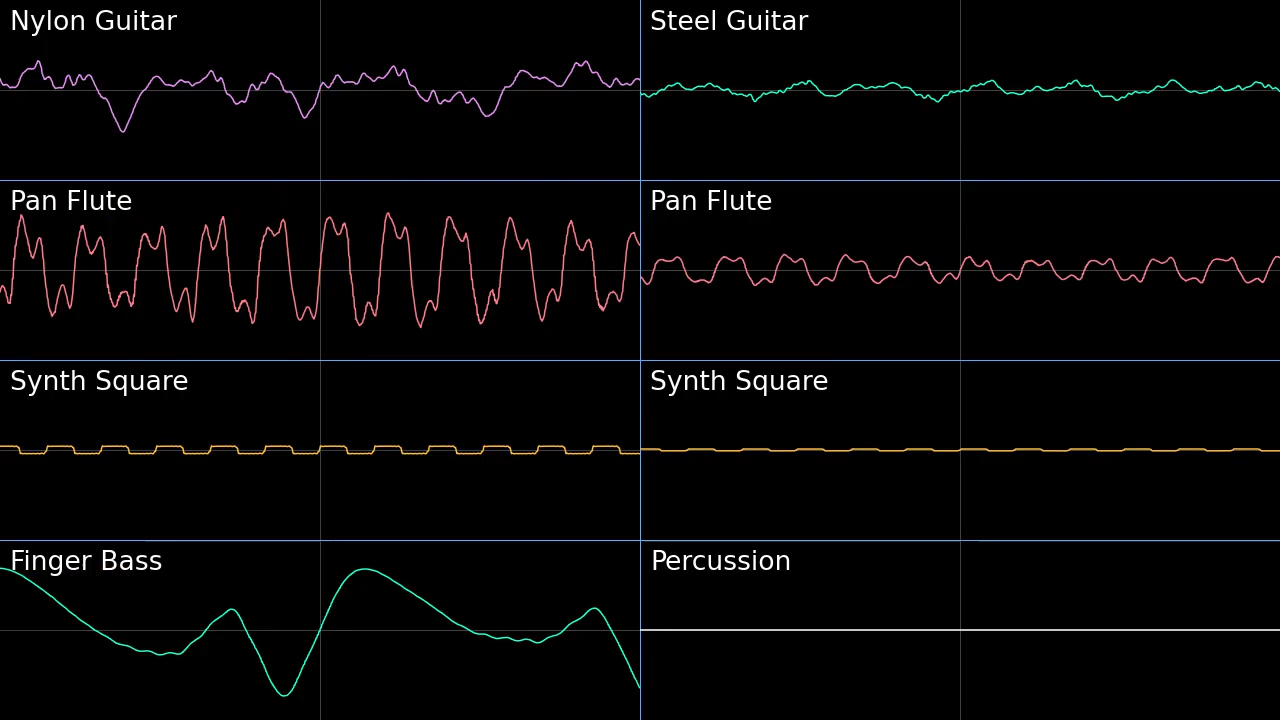 Nylon Guitar
Steel Guitar
Pan Flute
Pan Flute
Synth Square
Synth Square
Finger Bass
Percussion